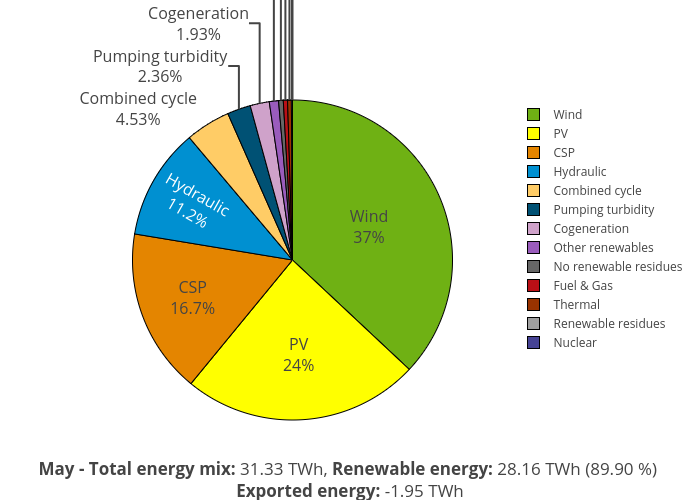 Cogeneration
1.93%
Pumping turbidity
2.36%
Combined cycle
4.53%
Hydraulic
11.2%
Wind
37%
CSP
16.7%
PV
24%
Wind
PV
CSP
Hydraulic
Combined cycle
Pumping turbidity
Cogeneration
Other renewables
No renewable residues
Fuel & Gas
Thermal
Renewable residues
Nuclear
May - Total energy mix: 31.33 TWh, Renewable energy: 28.16 TWh (89.90 %)
Exported energy: -1.95 TWh